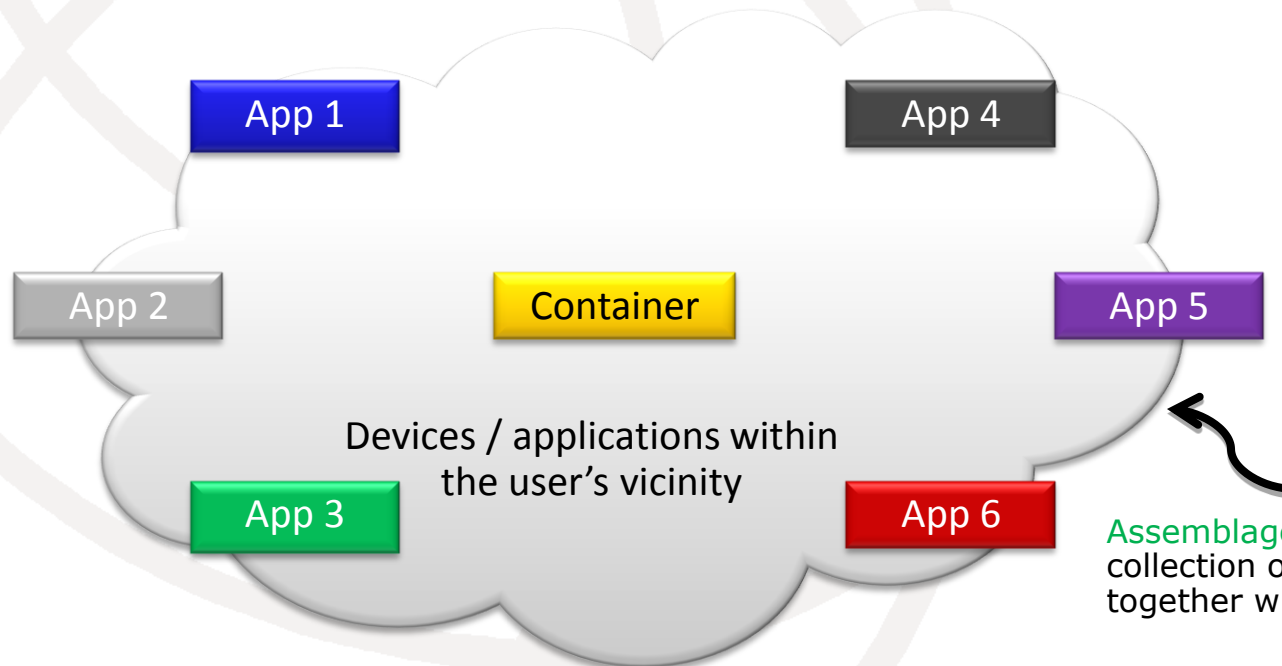 App 1
App 4
App 2
Container
App 5
Devices / applications within
the user’s vicinity
App 3
App 6
Assemblage
collection
together